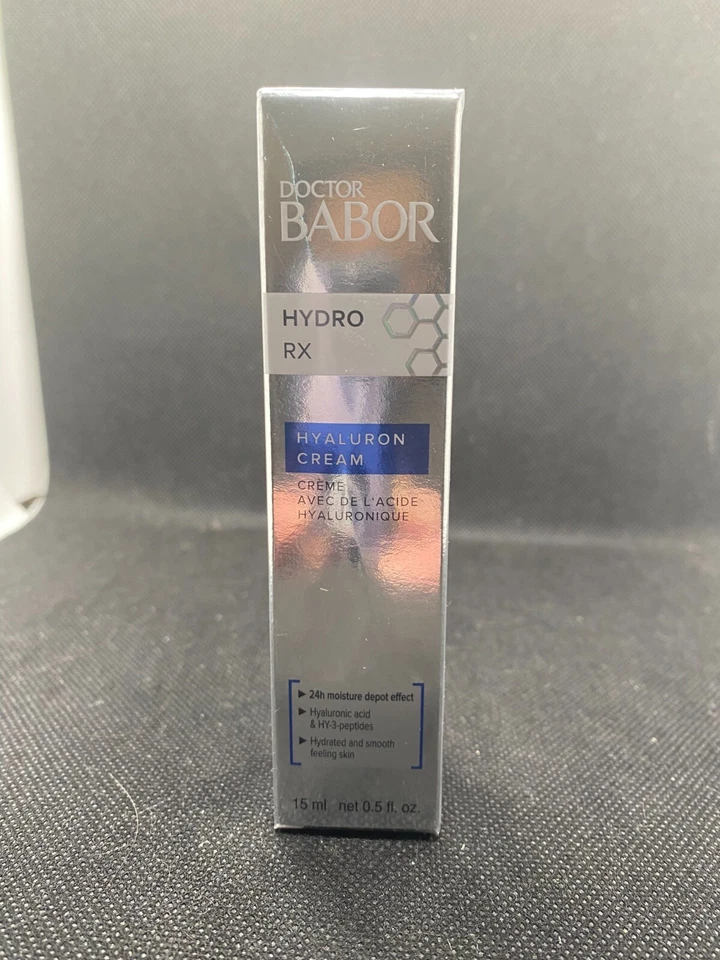 DOCTOR
BABOR
HYDRO
RX
HYALURON
CREAM
CRÈME
AVEC DE L'ACIDE
HYALURONIQUE
▶ 24h moisture depot effect
▶ Hyaluronic acid
& HY-3-peptides
▶ Hydrated and smooth
feeling skin
15 ml net 0.5 fl. oz.